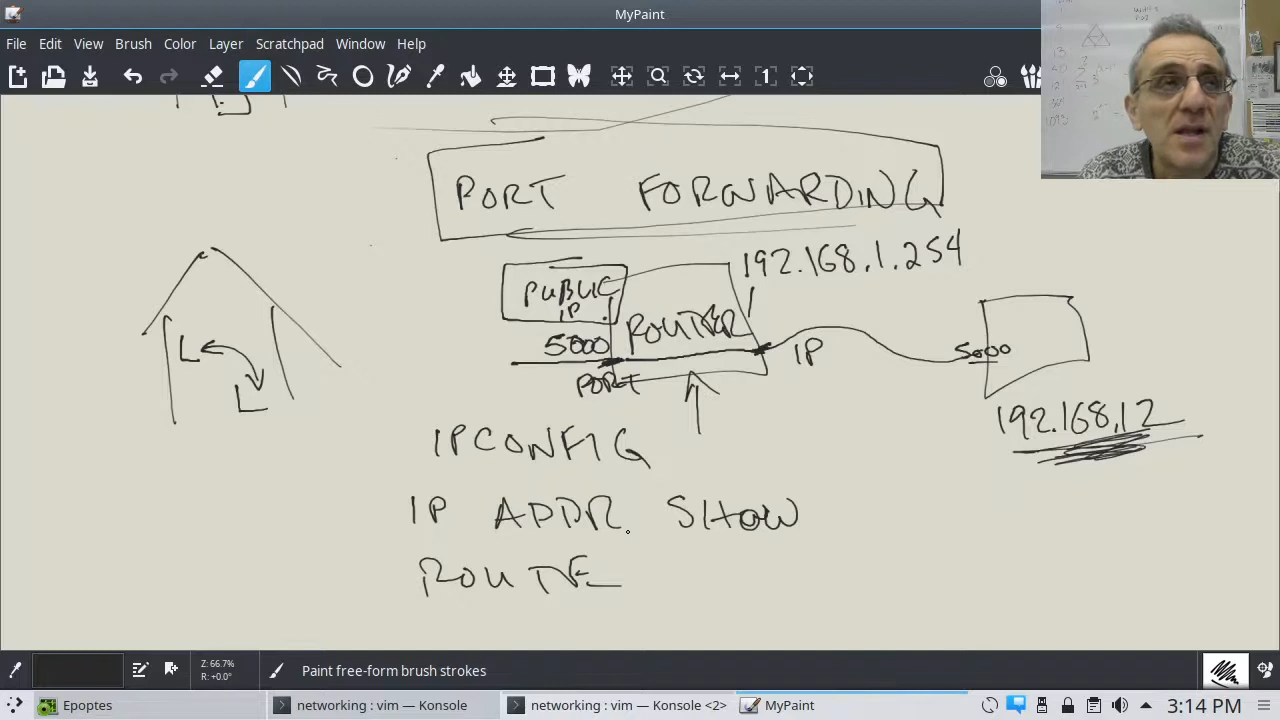 MyPaint
File Edit View Brush Color Layer Scratchpad Window Help
PORT FORWARDING
192.168.1.254
PUBLIC
IP
ROUTER
5000
IP
5000
PORT
192.168.12
L
L
IPCONFIG
IP ADDR SHOW
ROUTE
Z: 66.7%
R: +0.0°
Paint free-form brush strokes
Epoptes
networking : vim — Konsole
networking : vim — Konsole <2>
MyPaint
3:14 PM